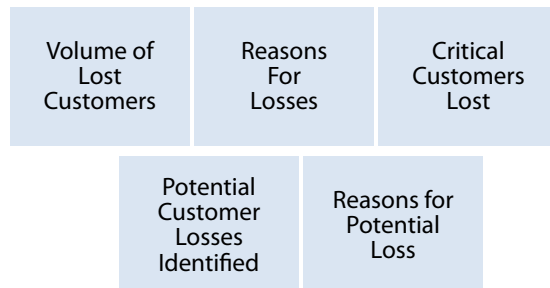 Volume of
Lost
Customers
Reasons
For
Losses
Critical
Customers
Lost
Potential
Customer
Losses
Identified
Reasons for
Potential
Loss